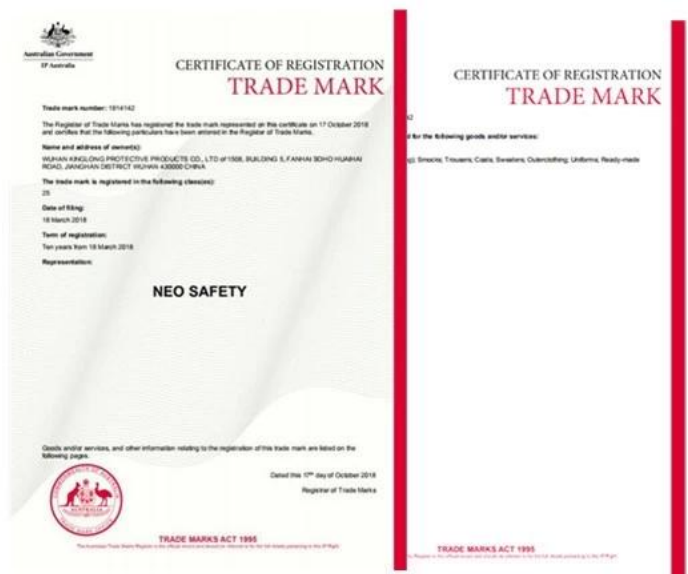 Australian Government
IP Australia
CERTIFICATE OF REGISTRATION
TRADE MARK
Trade mark number: 1914142
The Registrar of Trade Marks has registered the trade mark represented on this certificate on 17 October 2018
and certifies that the following particulars have been entered in the Register of Trade Marks.
Name and address of owner(s):
WUHAN KINGLONG PROTECTIVE PRODUCTS CO., LTD of 1508, BUILDING 5, FANHAI SOHO HUAIHAI
ROAD, JIANGHAN DISTRICT WUHAN 430000 CHINA
The trade mark is registered in the following class(es):
25
Date of filing:
18 March 2018
Term of registration:
Ten years from 18 March 2018
Representation:
NEO SAFETY
Goods and/or services, and other information relating to the registration of this trade mark are listed on the
following pages.
Dated this 17th day of October 2018
Registrar of Trade Marks
AUSTRALIA
TRADE MARKS ACT 1995
CERTIFICATE OF REGISTRATION
TRADE MARK
for the following goods and/or services:
Smocks; Trousers; Coats; Sweaters; Outerclothing; Uniforms; Ready-made
TRADE MARKS ACT 1995